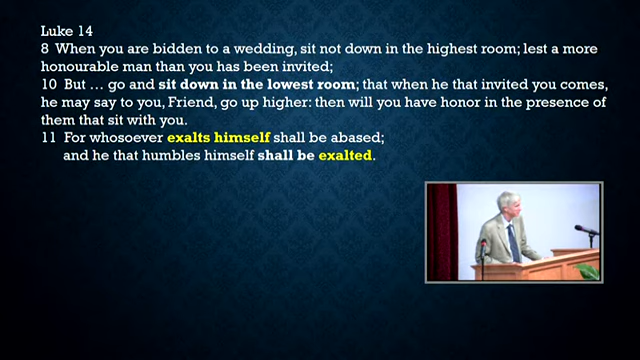 Luke 14
8 When you are bidden to a wedding, sit not down in the highest room; lest a more
honourable man than you has been invited;
10 But … go and sit down in the lowest room; that when he that invited you comes,
he may say to you, Friend, go up higher: then will you have honor in the presence of
them that sit with you.
11 For whosoever exalts himself shall be abased;
and he that humbles himself shall be exalted.